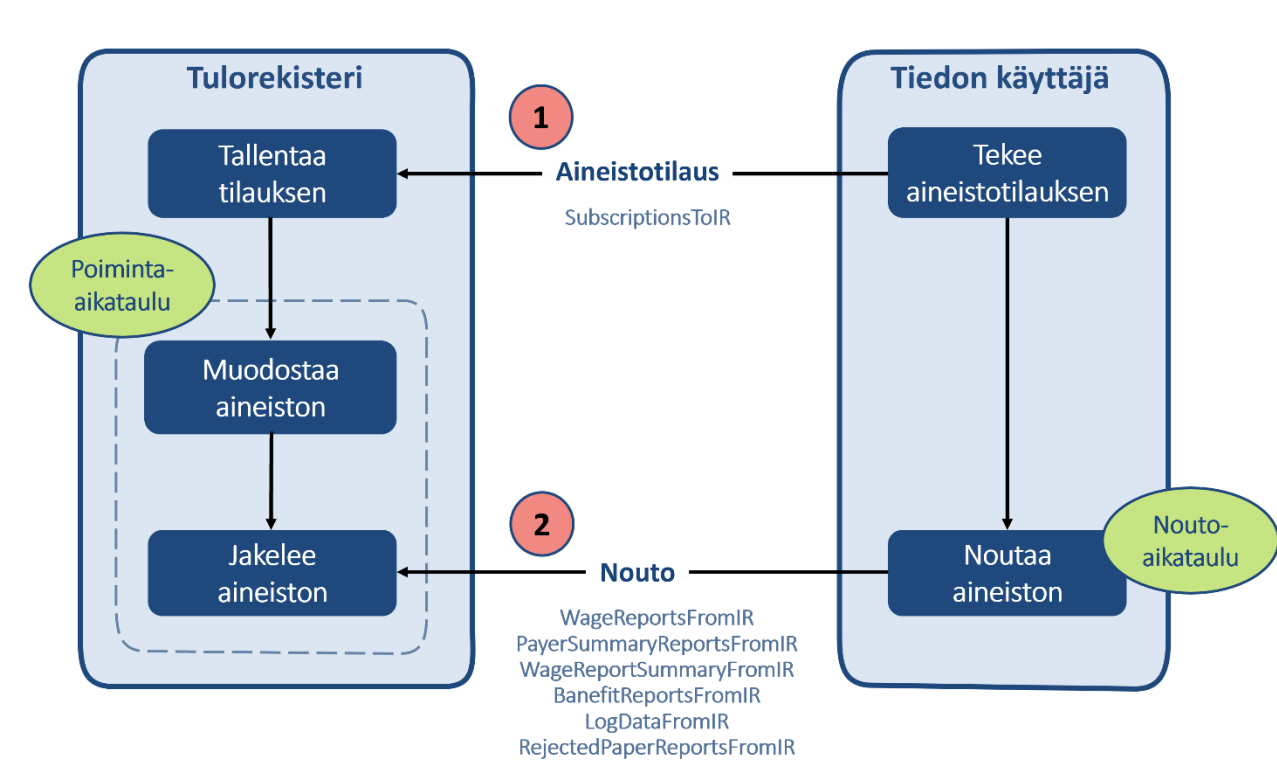 Tulorekisteri
Tiedon käyttäjä
1
Tallentaa
tilauksen
Aineistotilaus
Tekee
aineistotilauksen
SubscriptionsToIR
Poiminta-
aikataulu
Muodostaa
aineiston
2
Jakelee
aineiston
Nouto
Noutaa
aineiston
Nouto-
aikataulu
WageReportsFromIR
PayerSummaryReportsFromIR
WageReportSummaryFromIR
BanefitReportsFromIR
LogDataFromIR
RejectedPaperReportsFromIR